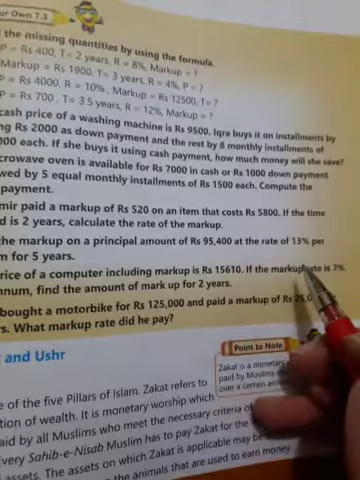 ur Own 7.3
the missing quantities by using the formula.
P = Rs 400, T= 2 years, R = 8%, Markup = ?
Markup = Rs 1900, T= 3 years, R = 4%, P = ?
P = Rs 4000, R = 10%, Markup = Rs 12500, T= ?
P = Rs 700, T= 3.5 years, R = 12%, Markup = ?
cash price of a washing machine is Rs 9500. Iqra buys it on installments by
ng Rs 2000 as down payment and the rest by 8 monthly installments of
000 each. If she buys it using cash payment, how much money will she save?
crowave oven is available for Rs 7000 in cash or Rs 1000 down payment
wed by 5 equal monthly installments of Rs 1500 each. Compute the
payment.
mir paid a markup of Rs 520 on an item that costs Rs 5800. If the time
d is 2 years, calculate the rate of the markup.
the markup on a principal amount of Rs 95,400 at the rate of 13% per
m for 5 years.
rice of a computer including markup is Rs 15610. If the markup rate is 7%
nnum, find the amount of mark up for 2 years.
bought a motorbike for Rs 125,000 and paid a markup of Rs 25,0
rs. What markup rate did he pay?
and Ushr
Point to Note
Zakat is a monetary
paid by Muslims
over a certain
e of the five Pillars of Islam. Zakat refers to
tion of wealth. It is monetary worship which
aid by all Muslims who meet the necessary criteria of
Every Sahib-e-Nisab Muslim has to pay Zakat for the
assets. The assets on which Zakat is applicable may be
the animals that are used to earn money